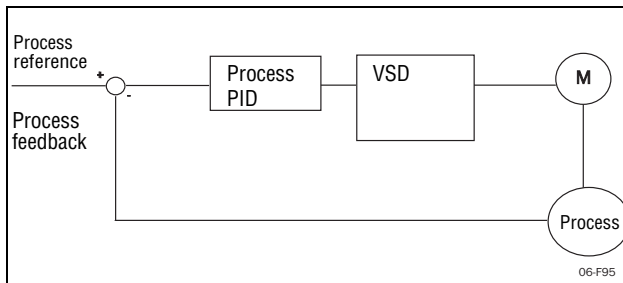 Process
reference
+
-
Process
feedback
Process
PID
VSD
M
Process
06-F95